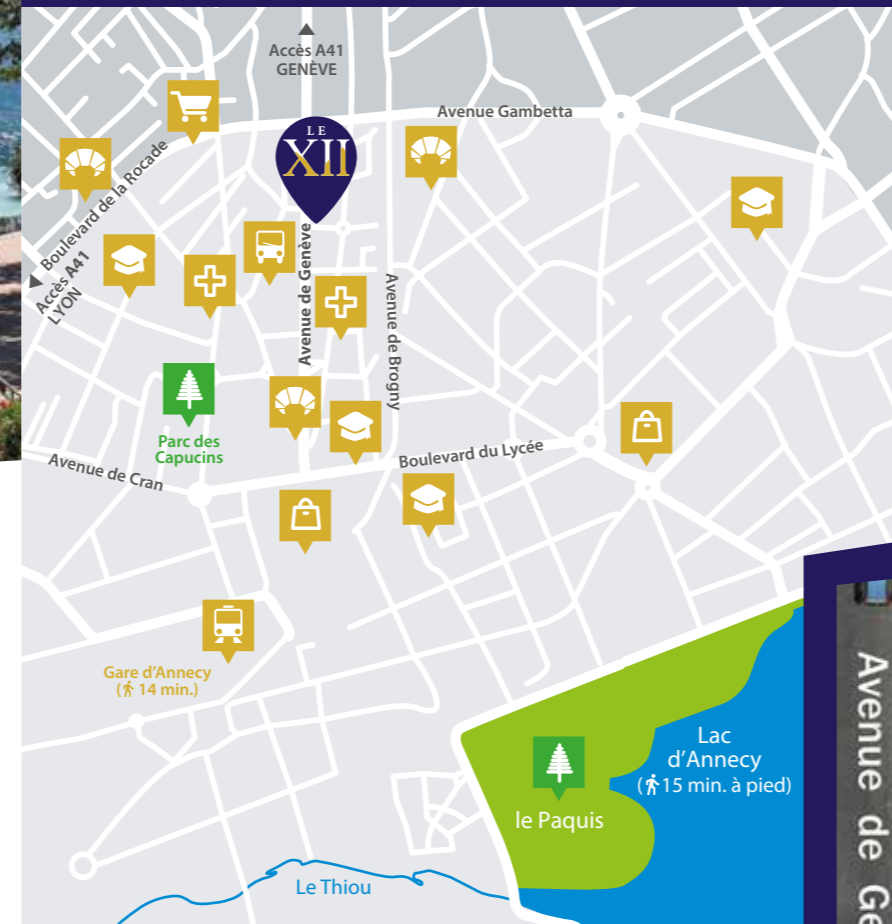 Accès A41
GENÈVE
Avenue Gambetta
LE
XII
Boulevard de la Rocade
Accès A41
LYON
Avenue de Genève
Avenue de Brogny
Parc des
Capucins
Avenue de Cran
Boulevard du Lycée
Gare d'Annecy
(14 min.)
Lac
d'Annecy
(15 min. à pied)
le Paquis
Le Thiou
Avenue de Ge